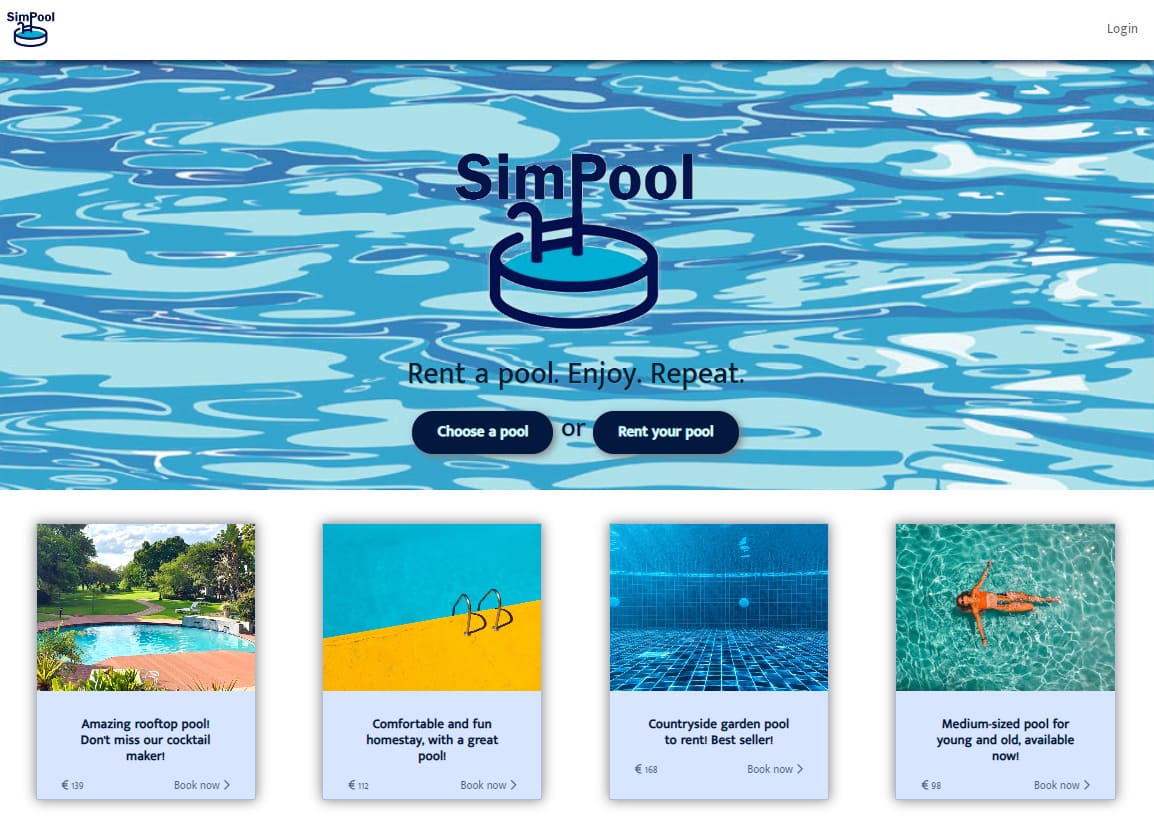 SimPool
Login
SimPool
Rent a pool. Enjoy. Repeat.
Choose a pool or Rent your pool
Amazing rooftop pool!
Don't miss our cocktail
maker!
€ 139 Book now
Comfortable and fun
homestay, with a great
pool!
€ 112 Book now
Countryside garden pool
to rent! Best seller!
€ 168 Book now
Medium-sized pool for
young and old, available
now!
€ 98 Book now